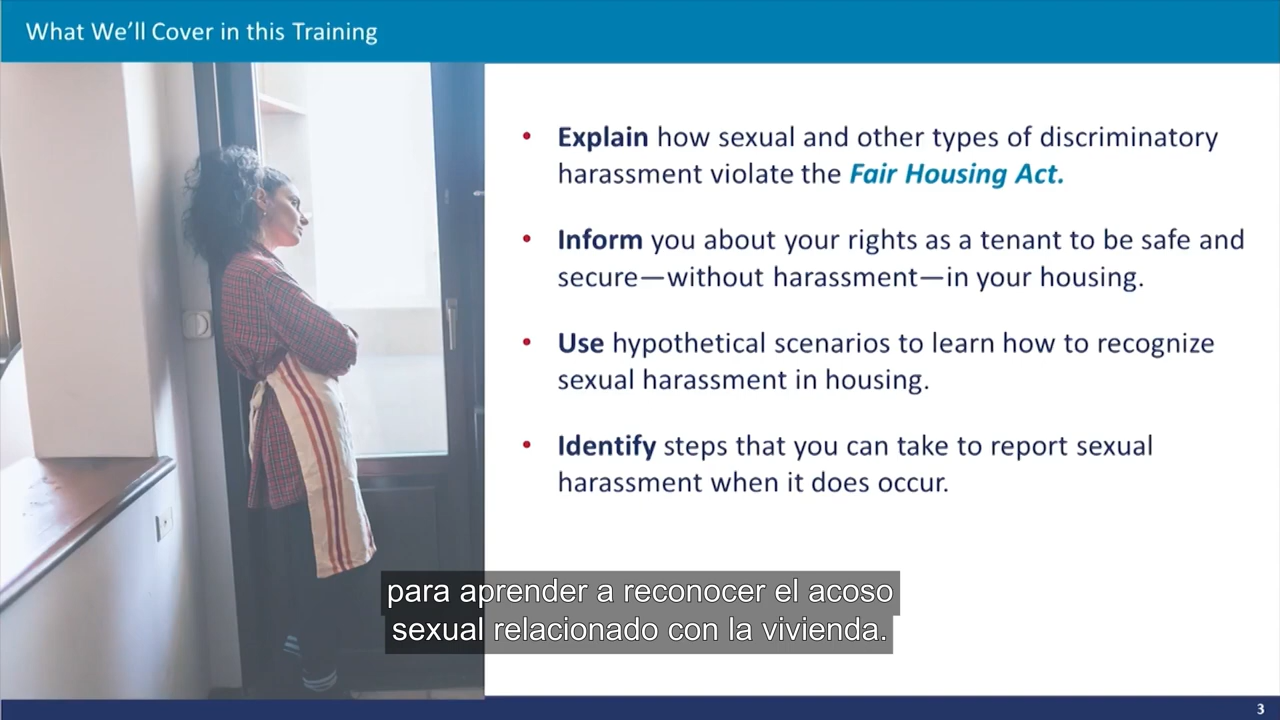 What We'll Cover in this Training
• Explain how sexual and other types of discriminatory
harassment violate the Fair Housing Act.
• Inform you about your rights as a tenant to be safe and
secure—without harassment—in your housing.
• Use hypothetical scenarios to learn how to recognize
sexual harassment in housing.
• Identify steps that you can take to report sexual
harassment when it does occur.
para aprender a reconocer el acoso
sexual relacionado con la vivienda.
3